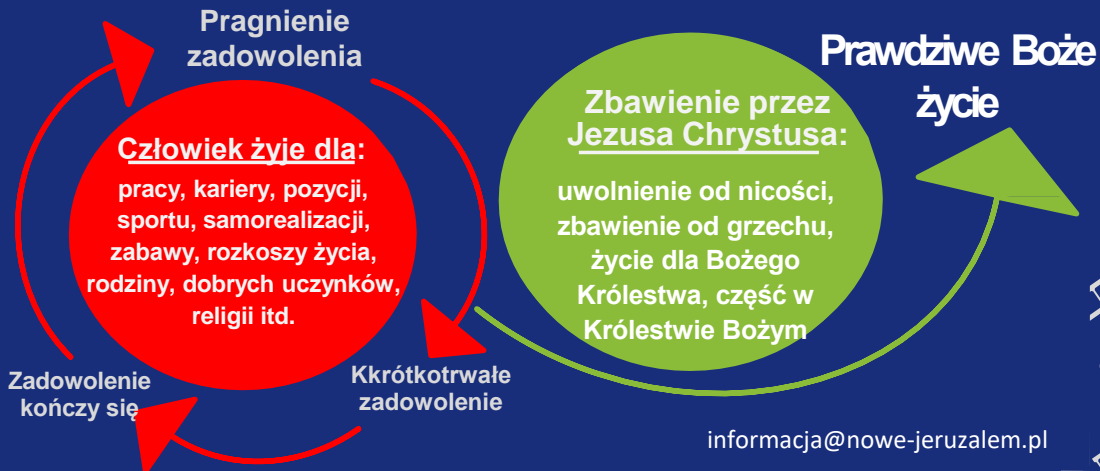 Pragnienie
zadowolenia
Człowiek żyje dla:
pracy, kariery, pozycji,
sportu, samorealizacji,
zabawy, rozkoszy życia,
rodziny, dobrych uczynków,
religii itd.
Zadowolenie
kończy się
Kkrótkotrwałe
zadowolenie
Zbawienie przez
Jezusa Chrystusa:
uwolnienie od nicości,
zbawienie od grzechu,
życie dla Bożego
Królestwa, część w
Królestwie Bożym
Prawdziwe Boże
życie
informacja@nowe-jeruzalem.pl